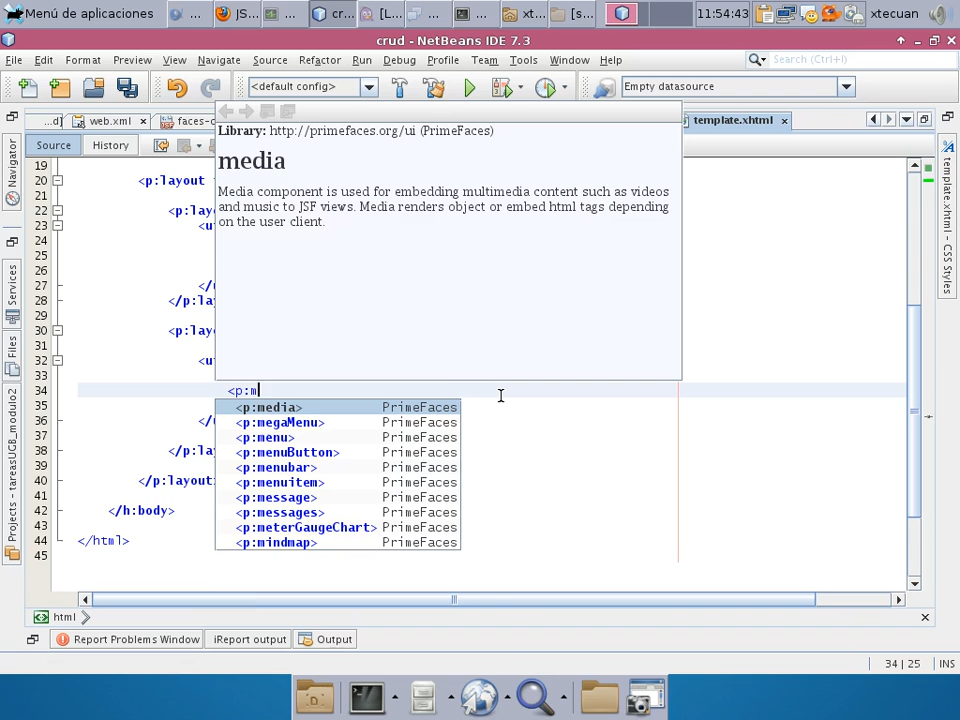 Menú de aplicaciones
...
JS...
...
cr...
[L...
...
...
xt...
[s...
11:54:43
xtecuan
crud - NetBeans IDE 7.3
File Edit Format Preview View Navigate Source Refactor Run Debug Profile Team Tools Window Help
Search (Ctrl+I)
<default config>
Empty datasource
...d]
web.xml
faces-c
template.xhtml
Source
History
Library: http://primefaces.org/ui (PrimeFaces)
media
Media component is used for embedding multimedia content such as videos
and music to JSF views. Media renders object or embed html tags depending
on the user client.
Navigator
Services
Files
Projects - tareasUGB_modulo2
template.xhtml - CSS Styles
19
20 <p:layout
21
22 <p:layo
23 <u
24
25
26
27 </u
28 </p:lay
29
30 <p:layo
31
32 <u
33
34 <p:m
35
36 </u
37
38 </p:lay
39
40 </p:layout
41
42 </h:body>
43
44 </html>
45
<p:media> PrimeFaces
<p:megaMenu> PrimeFaces
<p:menu> PrimeFaces
<p:menuButton> PrimeFaces
<p:menubar> PrimeFaces
<p:menuitem> PrimeFaces
<p:message> PrimeFaces
<p:messages> PrimeFaces
<p:meterGaugeChart> PrimeFaces
<p:mindmap> PrimeFaces
html
Report Problems Window
iReport output
Output
34 | 25
INS